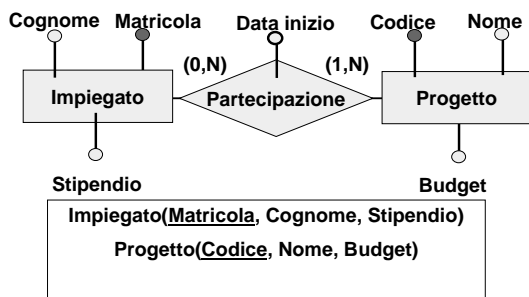 Cognome Matricola Data inizio Codice Nome
(0,N) (1,N)
Impiegato Partecipazione Progetto
Stipendio Budget
Impiegato(Matricola, Cognome, Stipendio)
Progetto(Codice, Nome, Budget)